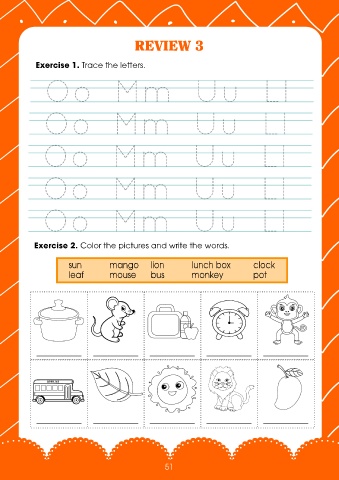 REVIEW 3
Exercise 1. Trace the letters.
Oo Mm Uu Ll
Oo Mm Uu Ll
Oo Mm Uu Ll
Oo Mm Uu Ll
Oo Mm Uu Ll
Exercise 2. Color the pictures and write the words.
sun mango lion lunch box clock
leaf mouse bus monkey pot
51